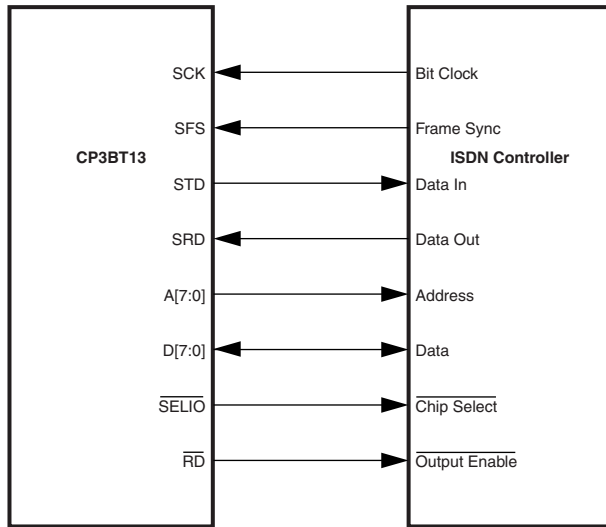 SCK Bit Clock
SFS Frame Sync
CP3BT13 ISDN Controller
STD Data In
SRD Data Out
A[7:0] Address
D[7:0] Data
SELIO Chip Select
RD Output Enable